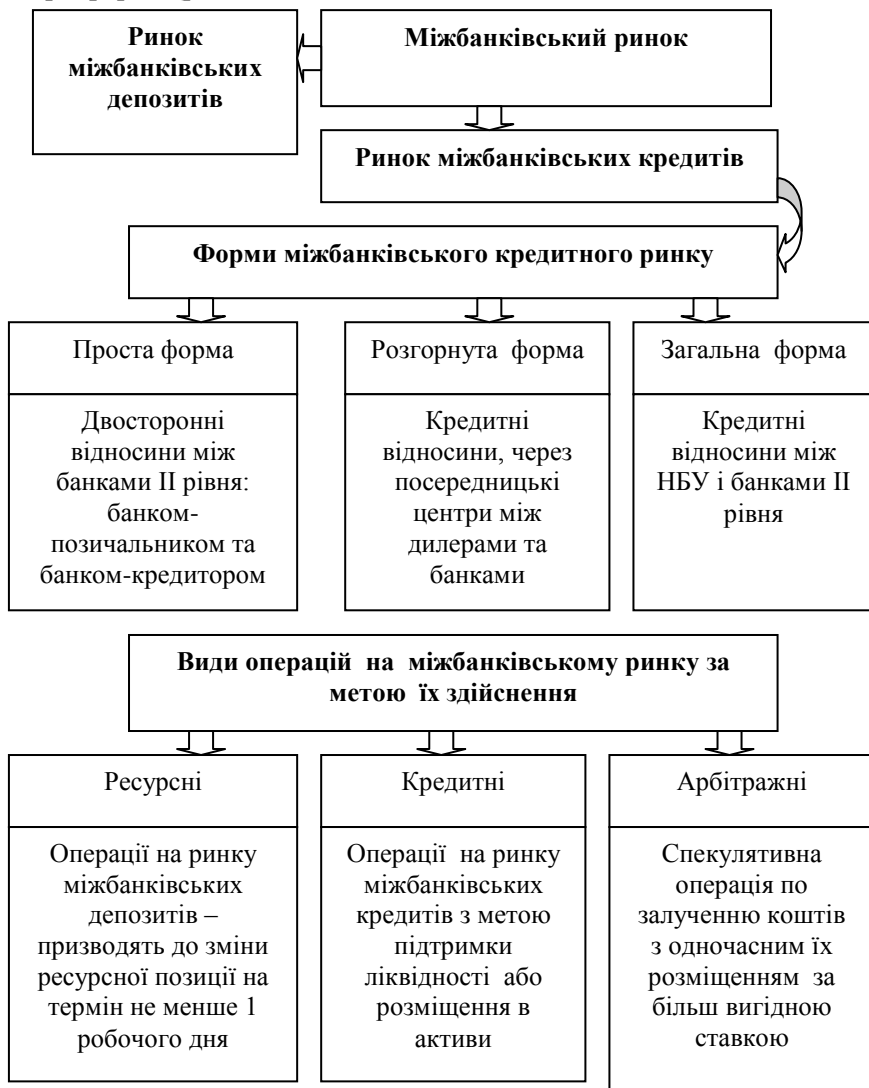 Ринок
міжбанківських
депозитів
Міжбанківський ринок
Ринок міжбанківських кредитів
Форми міжбанківського кредитного ринку
Проста форма
Двосторонні
відносини між
банками ІІ рівня:
банком-
позичальником та
банком-кредитором
Розгорнута форма
Кредитні
відносини, через
посередницькі
центри між
дилерами та
банками
Загальна форма
Кредитні
відносини між
НБУ і банками ІІ
рівня
Види операцій на міжбанківському ринку за
метою їх здійснення
Ресурсні
Операції на ринку
міжбанківських
депозитів –
призводять до зміни
ресурсної позиції на
термін не менше 1
робочого дня
Кредитні
Операції на ринку
міжбанківських
кредитів з метою
підтримки
ліквідності або
розміщення в
активи
Арбітражні
Спекулятивна
операція по
залученню коштів
з одночасним їх
розміщенням за
більш вигідною
ставкою